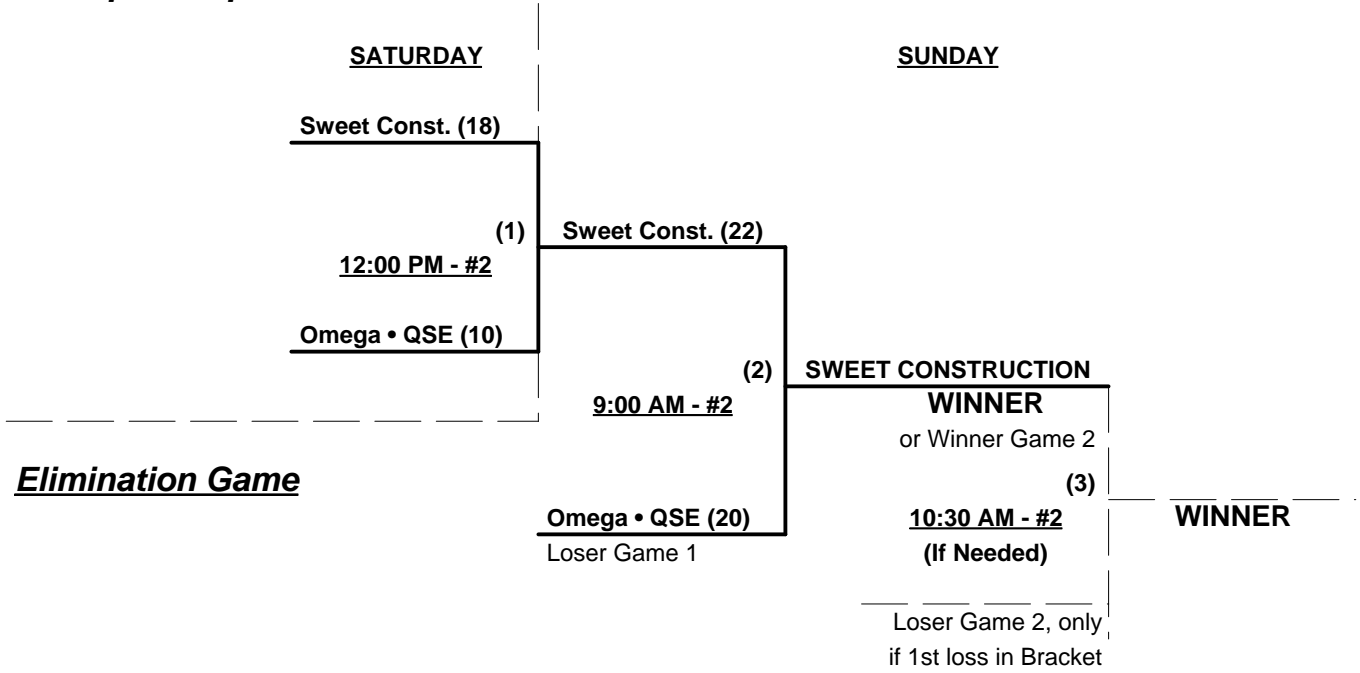 SATURDAY
SUNDAY
Sweet Const. (18)
(1)
Sweet Const. (22)
12:00 PM - #2
Omega • QSE (10)
(2)
SWEET CONSTRUCTION
9:00 AM - #2
WINNER
or Winner Game 2
Elimination Game
(3)
Omega • QSE (20)
10:30 AM - #2
WINNER
Loser Game 1
(If Needed)
Loser Game 2, only
if 1st loss in Bracket